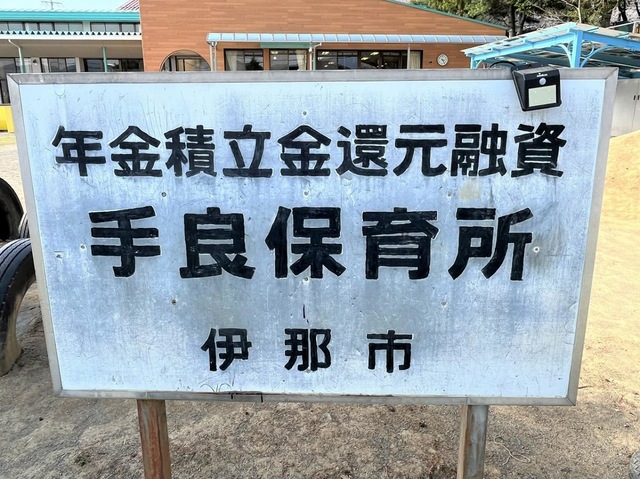 年金積立金還元融資
手良保育所
伊那市